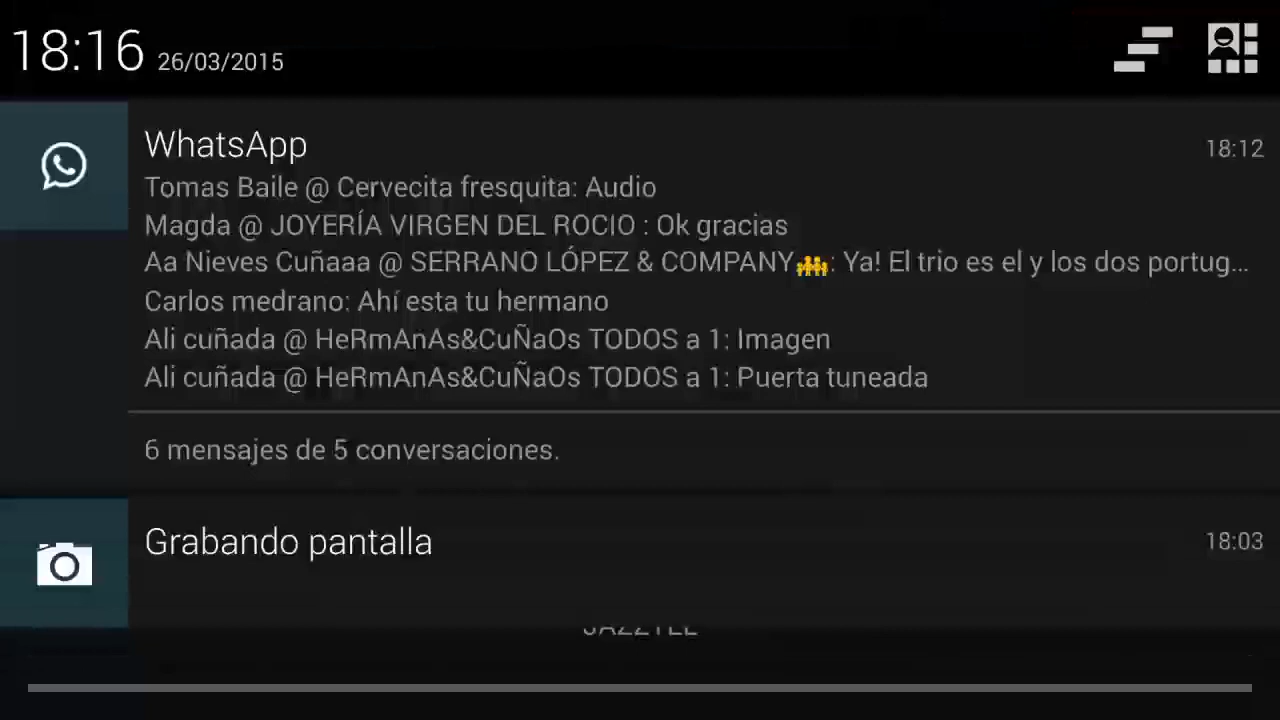 18:16 26/03/2015
WhatsApp 18:12
Tomas Baile @ Cervecita fresquita: Audio
Magda @ JOYERÍA VIRGEN DEL ROCIO : Ok gracias
Aa Nieves Cuñaaa @ SERRANO LÓPEZ & COMPANY👨‍👩‍👧: Ya! El trio es el y los dos portug...
Carlos medrano: Ahí esta tu hermano
Ali cuñada @ HeRmAnAs&CuÑaOs TODOS a 1: Imagen
Ali cuñada @ HeRmAnAs&CuÑaOs TODOS a 1: Puerta tuneada
6 mensajes de 5 conversaciones.
Grabando pantalla 18:03
JAZZTEL